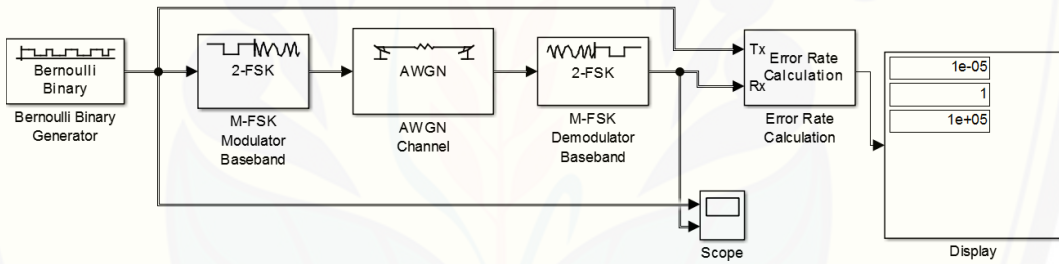 Bernoulli
Binary
Bernoulli Binary
Generator
2-FSK
M-FSK
Modulator
Baseband
AWGN
AWGN
Channel
2-FSK
M-FSK
Demodulator
Baseband
Tx
Rx
Error Rate
Calculation
Error Rate
Calculation
Scope
1e-05
1
1e+05
Display